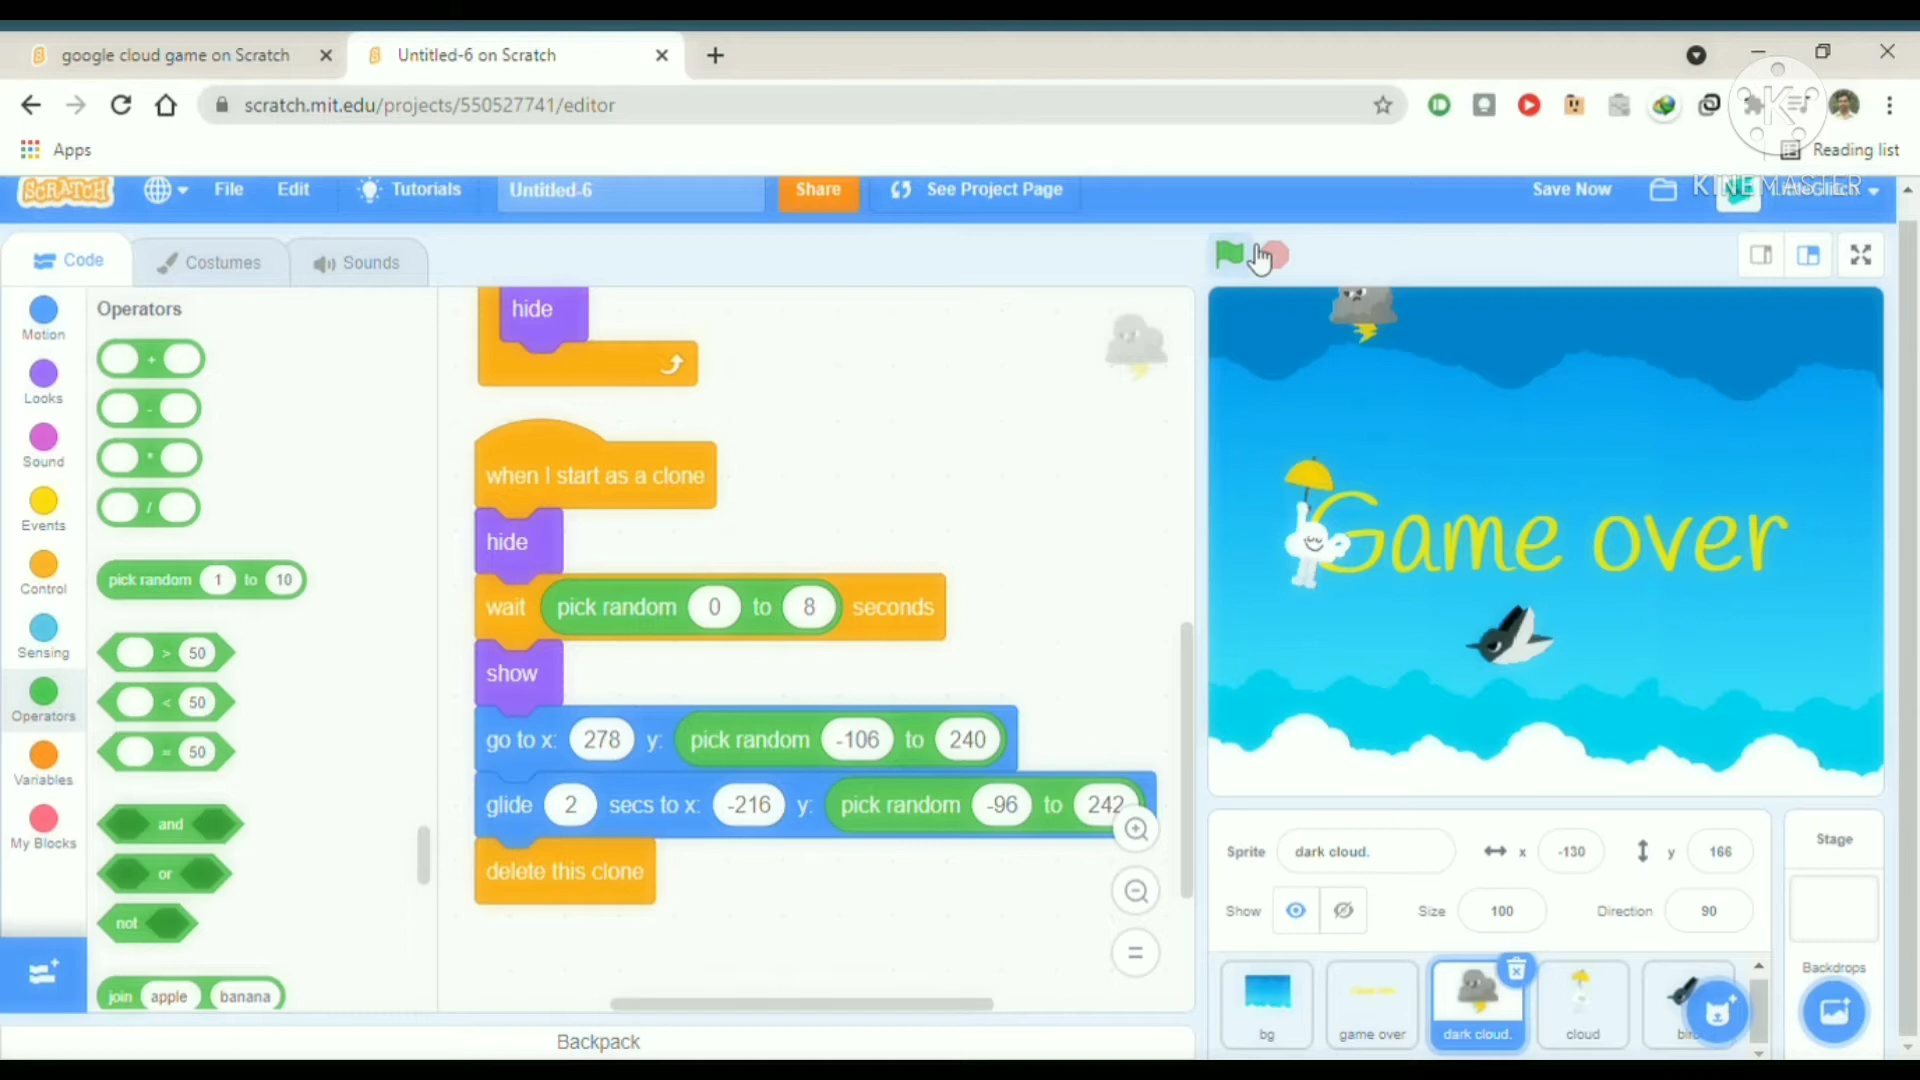 google cloud game on Scratch
Untitled-6 on Scratch
scratch.mit.edu/projects/550527741/editor
Apps
Reading list
SCRATCH
File
Edit
Tutorials
Untitled-6
Share
See Project Page
Save Now
KINEMASTER
Code
Costumes
Sounds
Motion
Looks
Sound
Events
Control
Sensing
Operators
Variables
My Blocks
Operators
+
-
*
/
pick random 1 to 10
> 50
< 50
= 50
and
or
not
join apple banana
hide
when I start as a clone
hide
wait pick random 0 to 8 seconds
show
go to x: 278 y: pick random -106 to 240
glide 2 secs to x: -216 y: pick random -96 to 242
delete this clone
Backpack
Game over
Sprite dark cloud. x -130 y 166
Show Size 100 Direction 90
bg
game over
dark cloud.
cloud
Stage
Backdrops